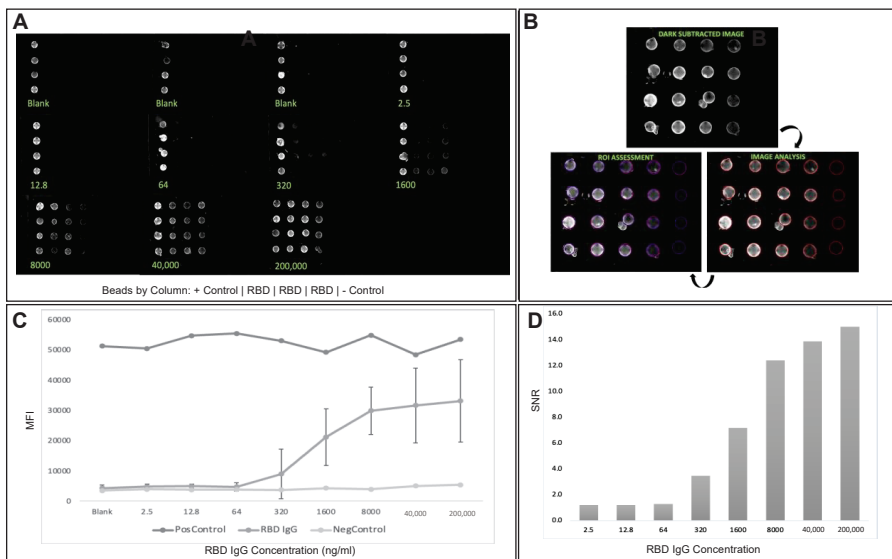 A
A
Blank
Blank
Blank
2.5
12.8
64
320
1600
8000
40,000
200,000
Beads by Column: + Control | RBD | RBD | RBD | - Control
B
B
DARK SUBTRACTED IMAGE
ROI ASSESSMENT
IMAGE ANALYSIS
C
60000
50000
40000
30000
20000
10000
0
MFI
Blank 2.5 12.8 64 320 1600 8000 40,000 200,000
PosControl RBD IgG NegControl
RBD IgG Concentration (ng/ml)
D
16.0
14.0
12.0
10.0
8.0
6.0
4.0
2.0
0.0
SNR
2.5 12.8 64 320 1600 8000 40,000 200,000
RBD IgG Concentration